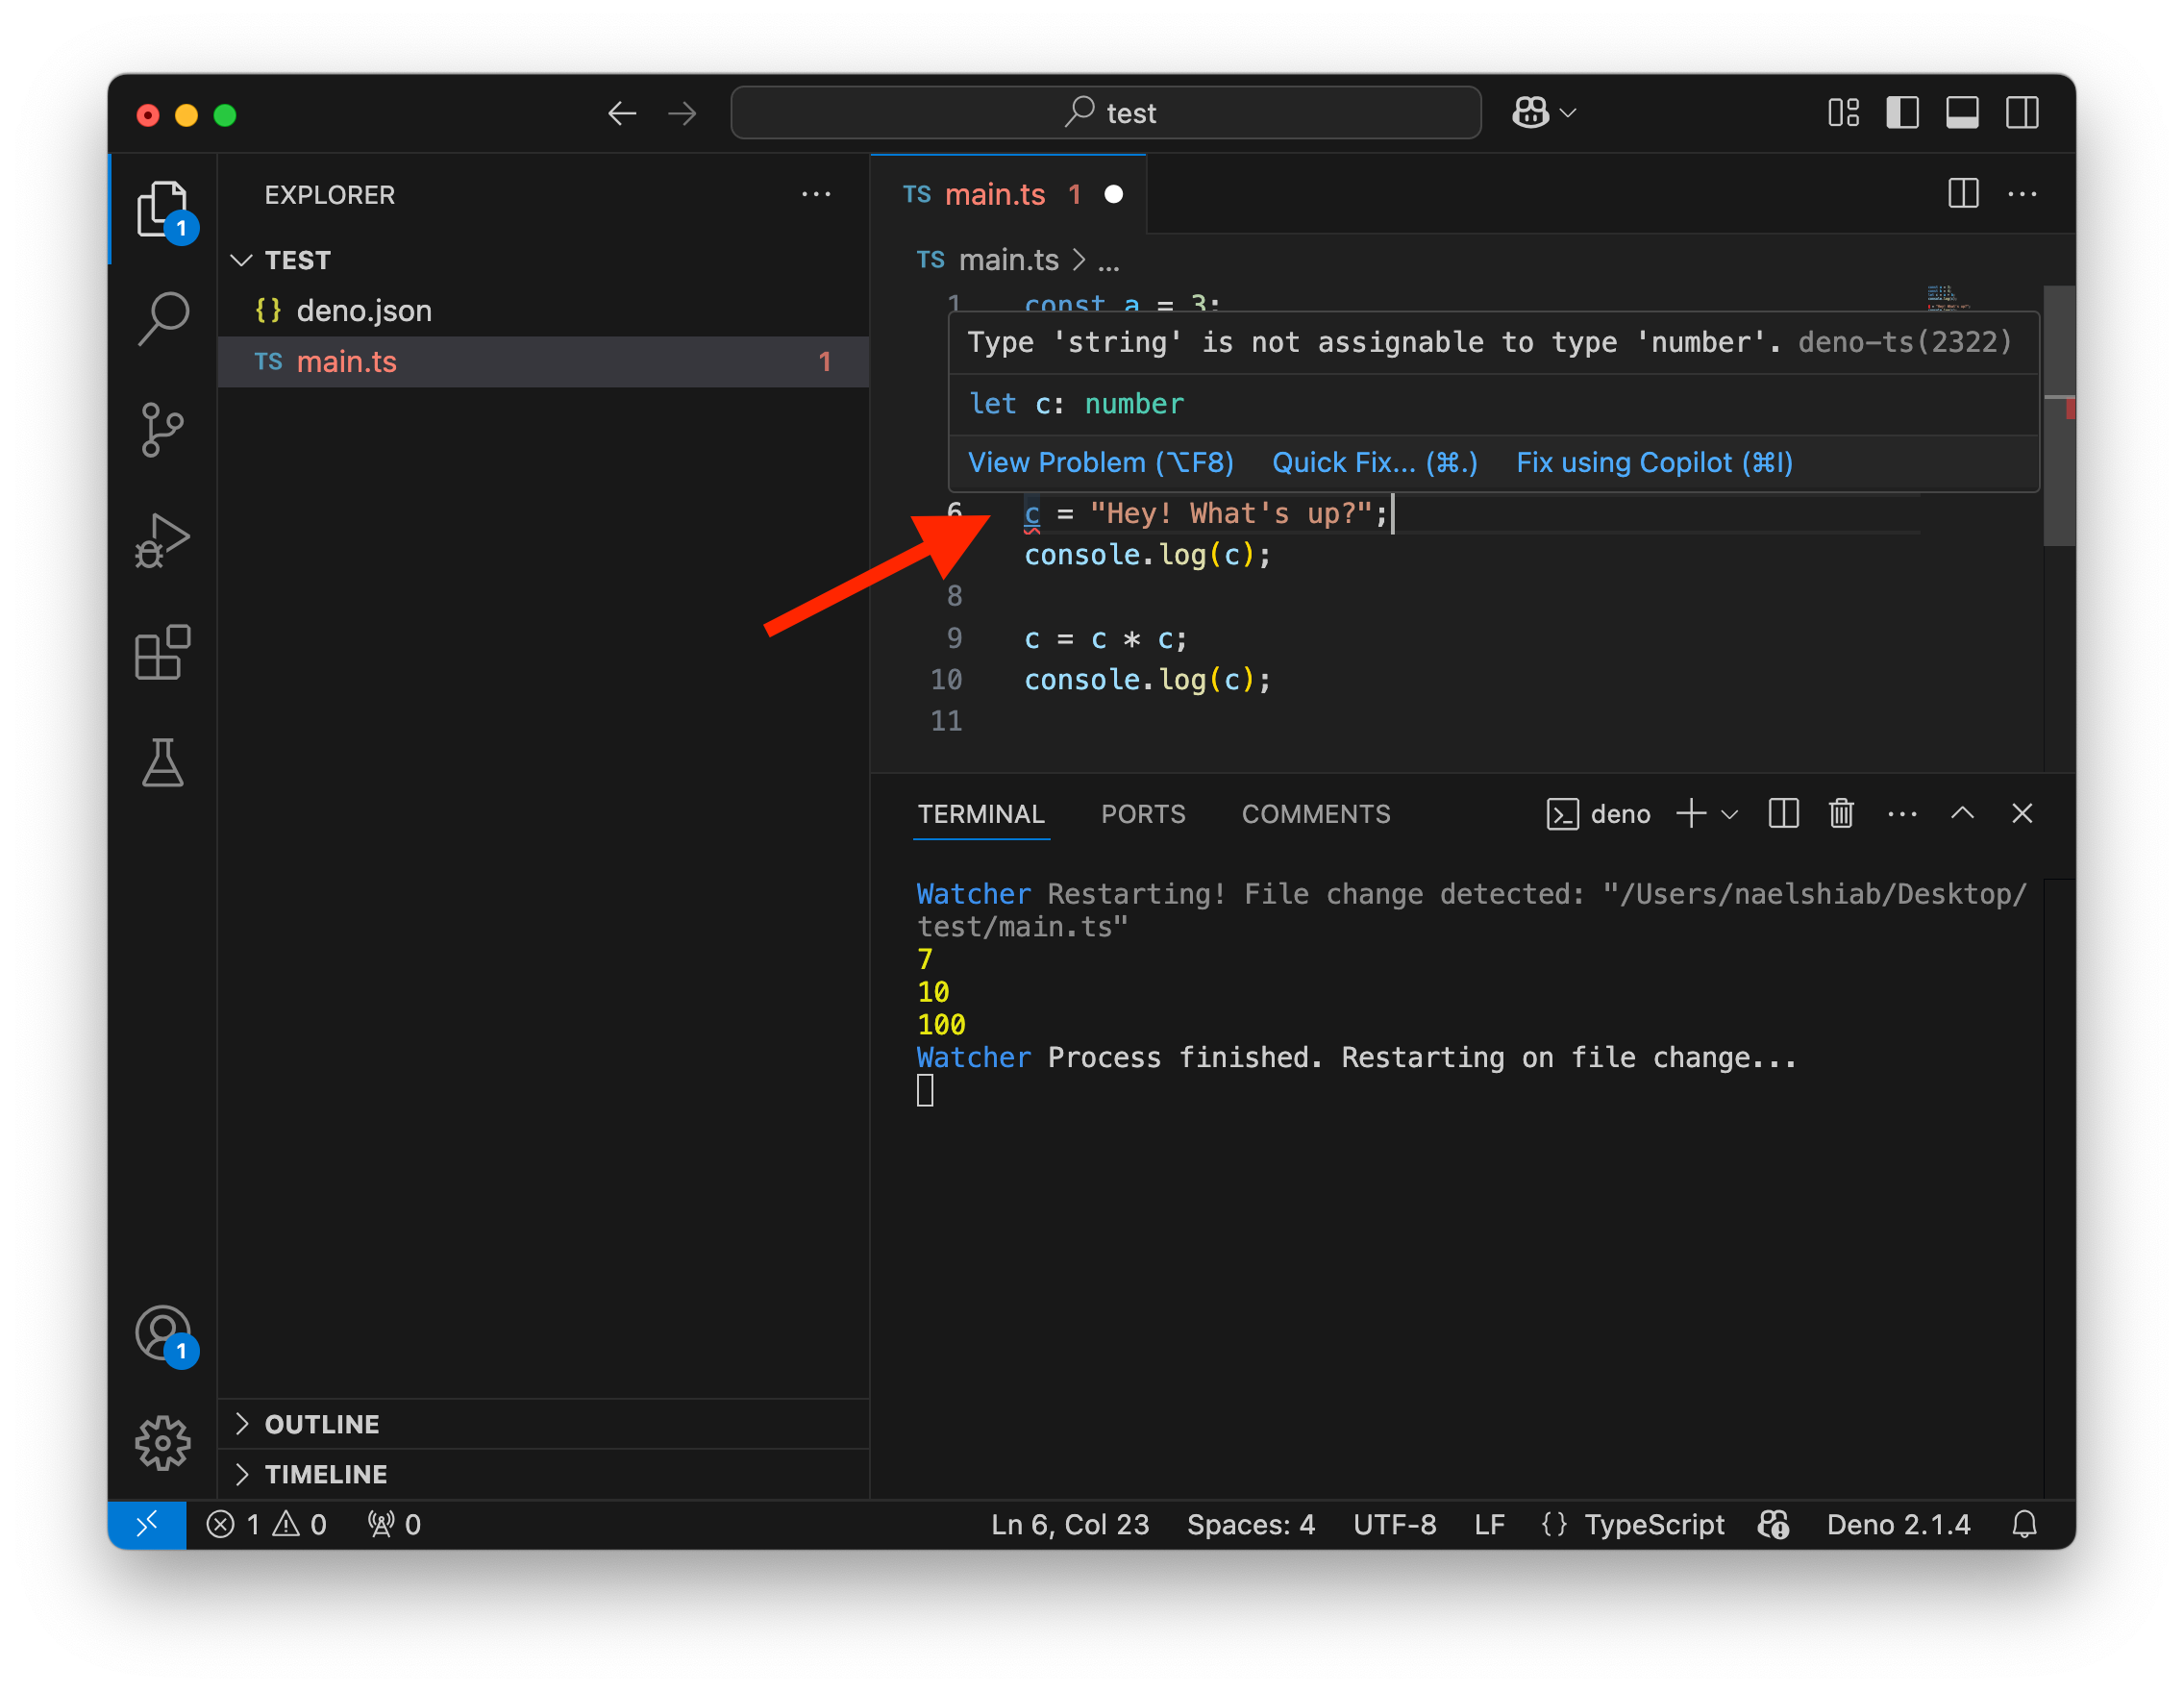 test
EXPLORER
1
TEST
{} deno.json
TS main.ts 1
TS main.ts 1
TS main.ts > ...
1 const a = 3;
Type 'string' is not assignable to type 'number'. deno-ts(2322)
let c: number
View Problem (⌥F8) Quick Fix... (⌘.) Fix using Copilot (⌘I)
6 c = "Hey! What's up?";
console.log(c);
8
9 c = c * c;
10 console.log(c);
11
TERMINAL PORTS COMMENTS deno
Watcher Restarting! File change detected: "/Users/naelshiab/Desktop/
test/main.ts"
7
10
100
Watcher Process finished. Restarting on file change...
1
OUTLINE
TIMELINE
1 0 0 Ln 6, Col 23 Spaces: 4 UTF-8 LF {} TypeScript Deno 2.1.4